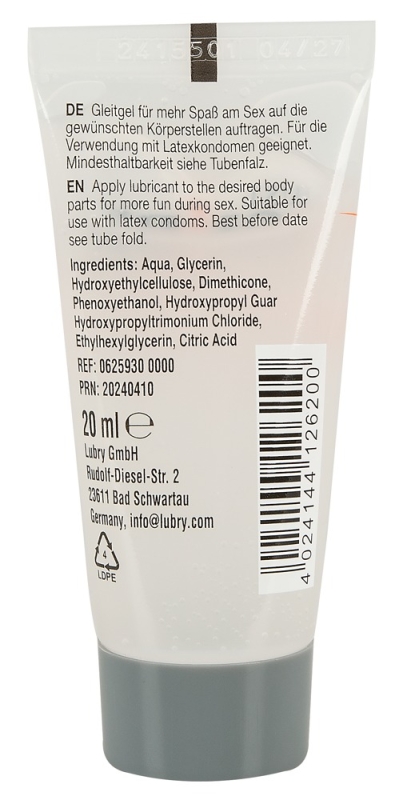 2415501 04/27
DE Gleitgel für mehr Spaß am Sex auf die
gewünschten Körperstellen auftragen. Für die
Verwendung mit Latexkondomen geeignet.
Mindesthaltbarkeit siehe Tubenfalz.
EN Apply lubricant to the desired body
parts for more fun during sex. Suitable for
use with latex condoms. Best before date
see tube fold.
Ingredients: Aqua, Glycerin,
Hydroxyethylcellulose, Dimethicone,
Phenoxyethanol, Hydroxypropyl Guar
Hydroxypropyltrimonium Chloride,
Ethylhexylglycerin, Citric Acid
REF: 0625930 0000
PRN: 20240410
20 ml ℮
Lubry GmbH
Rudolf-Diesel-Str. 2
23611 Bad Schwartau
Germany, info@lubry.com
4
LDPE
4 024144 126200